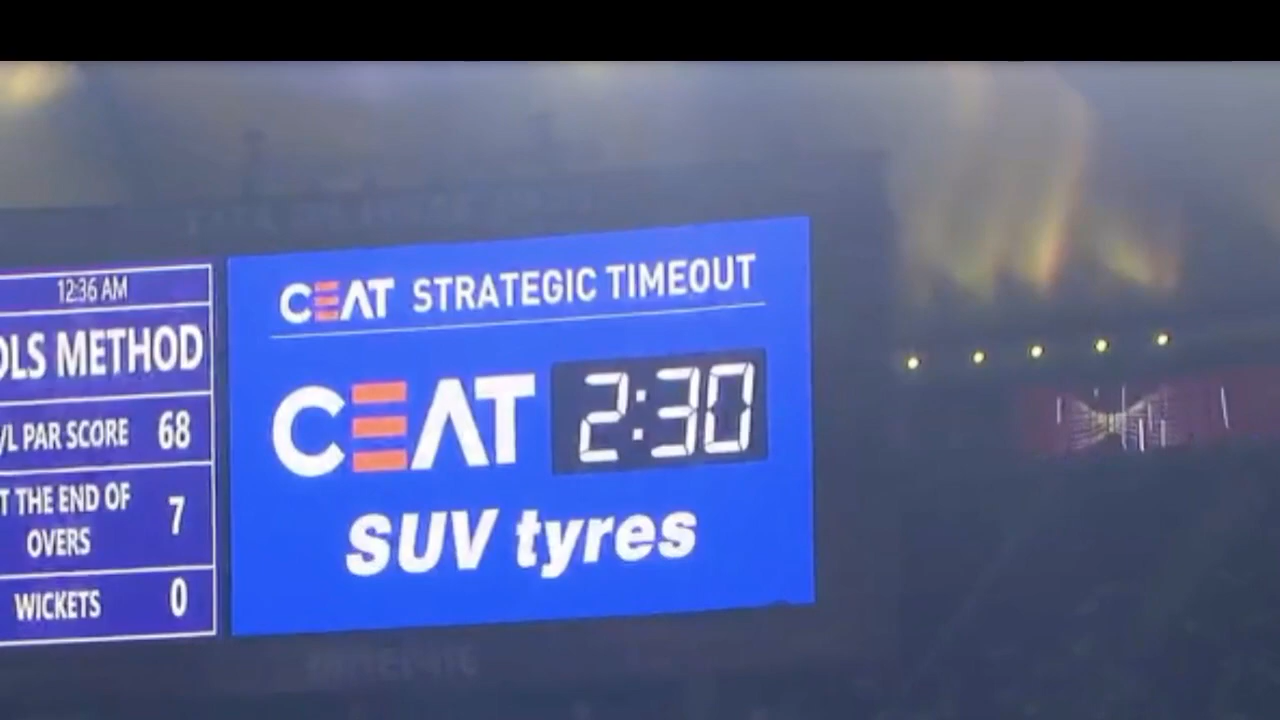 12:36 AM
DLS METHOD
/L PAR SCORE 68
T THE END OF
OVERS
7
WICKETS 0
CEAT STRATEGIC TIMEOUT
CEAT 2:30
SUV tyres